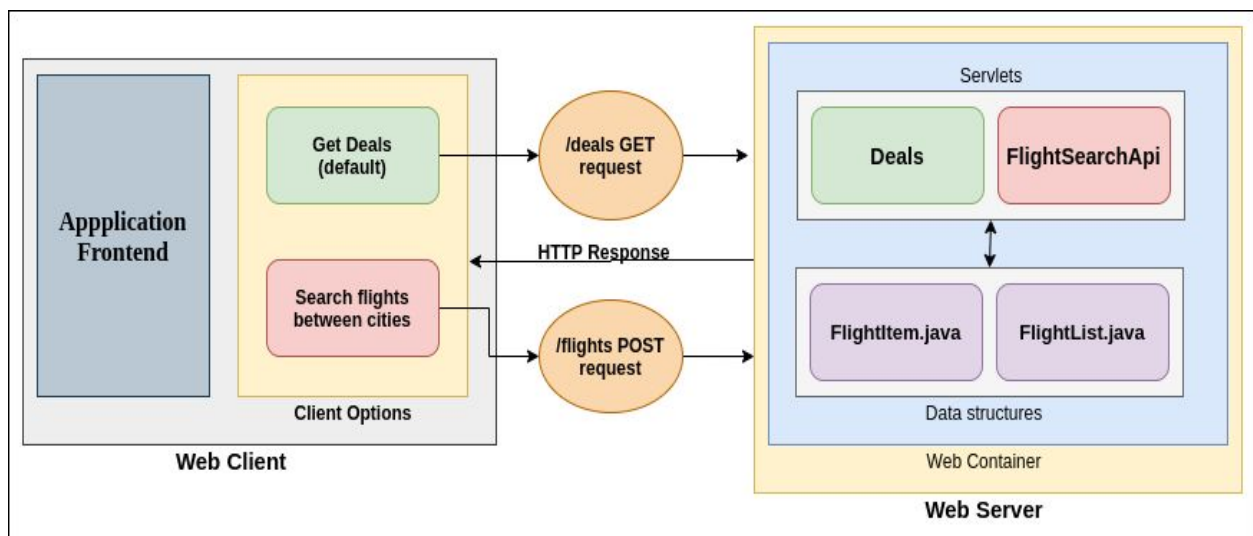 Appplication
Frontend
Get Deals
(default)
Search flights
between cities
Client Options
Web Client
/deals GET
request
HTTP Response
/flights POST
request
Servlets
Deals
FlightSearchApi
FlightItem.java
FlightList.java
Data structures
Web Container
Web Server